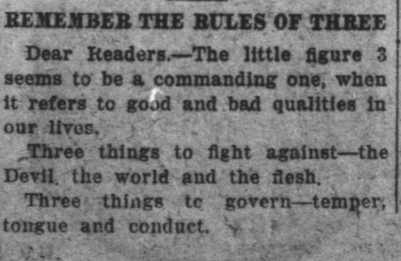 REMEMBER THE RULES OF THREE
Dear Readers.—The little figure 3
seems to be a commanding one, when
it refers to good and bad qualities in
our lives.
Three things to fight against—the
Devil, the world and the flesh.
Three things to govern—temper,
tongue and conduct.